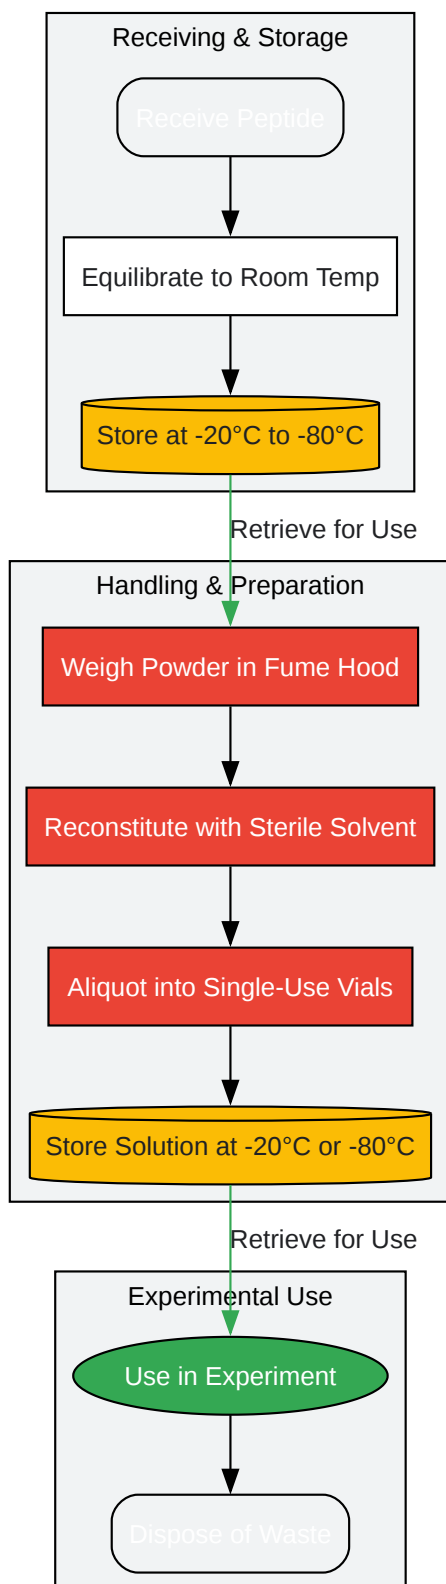 Receiving & Storage
Receive Peptide
Equilibrate to Room Temp
Store at -20°C to -80°C
Retrieve for Use
Handling & Preparation
Weigh Powder in Fume Hood
Reconstitute with Sterile Solvent
Aliquot into Single-Use Vials
Store Solution at -20°C or -80°C
Retrieve for Use
Experimental Use
Use in Experiment
Dispose of Waste